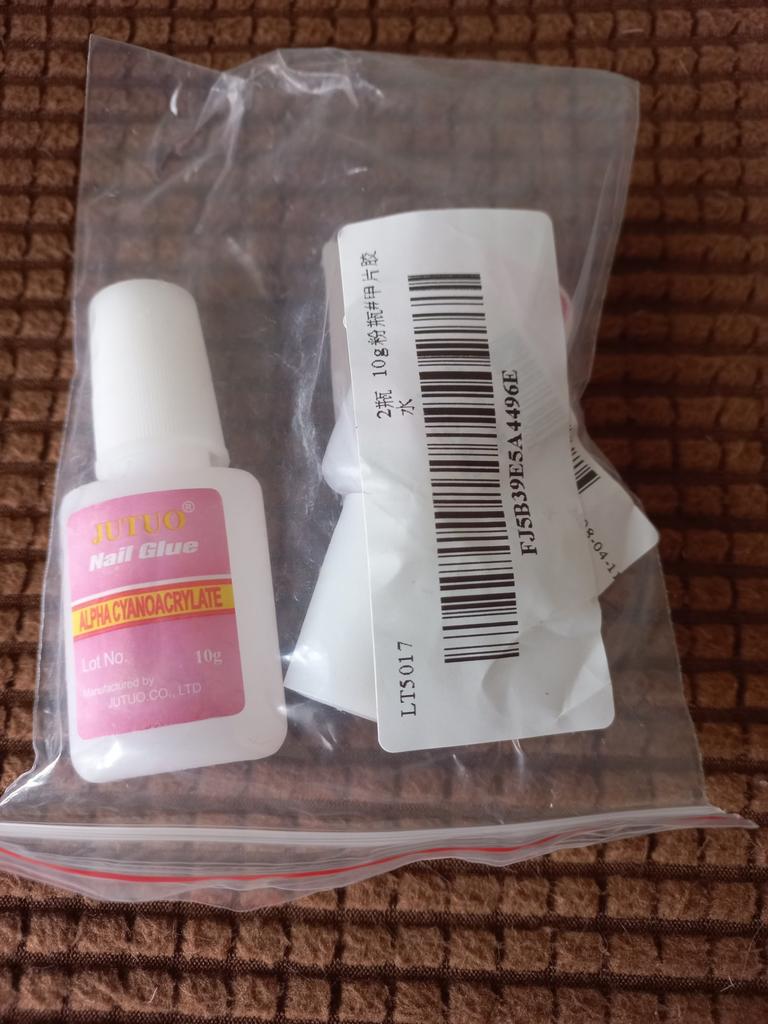 JUTUO®
Nail Glue
ALPHA CYANOACRYLATE
Lot No. 10g
Manufactured by
JUTUO.CO., LTD
2瓶 10g粉瓶#甲片胶
水
FJ5B39E5A4496E
LT5017